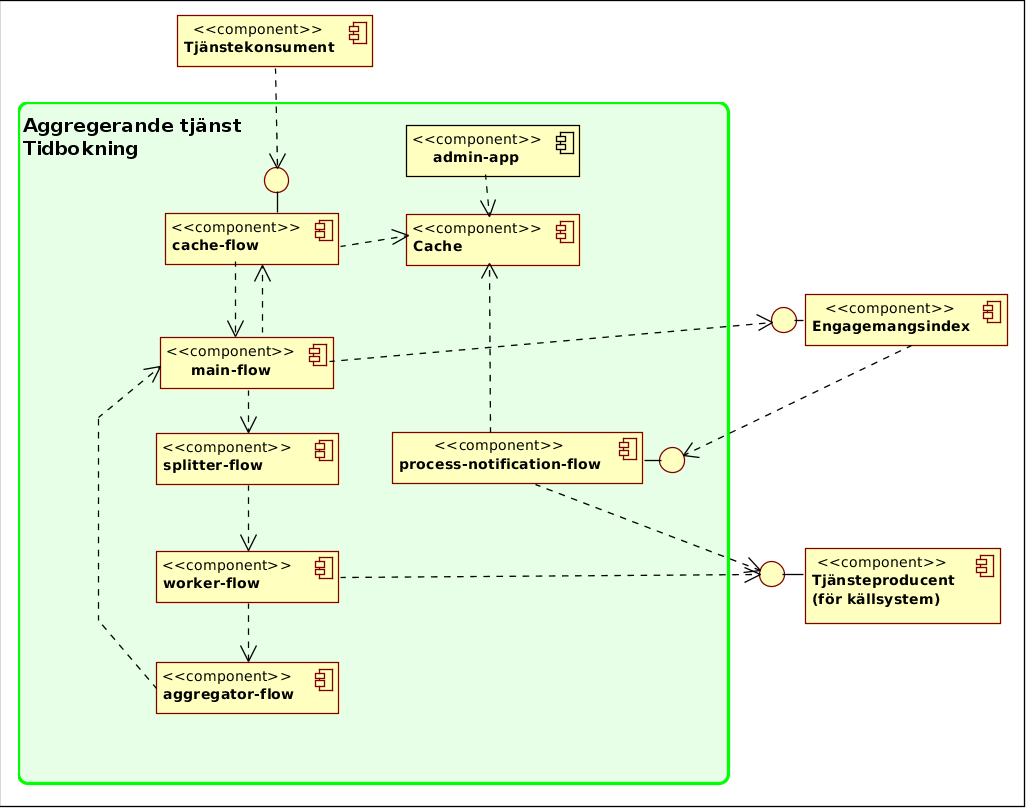 <<component>>
Tjänstekonsument
Aggregerande tjänst
Tidbokning
<<component>>
admin-app
<<component>>
cache-flow
<<component>>
Cache
<<component>>
Engagemangsindex
<<component>>
main-flow
<<component>>
splitter-flow
<<component>>
process-notification-flow
<<component>>
worker-flow
<<component>>
Tjänsteproducent
(för källsystem)
<<component>>
aggregator-flow